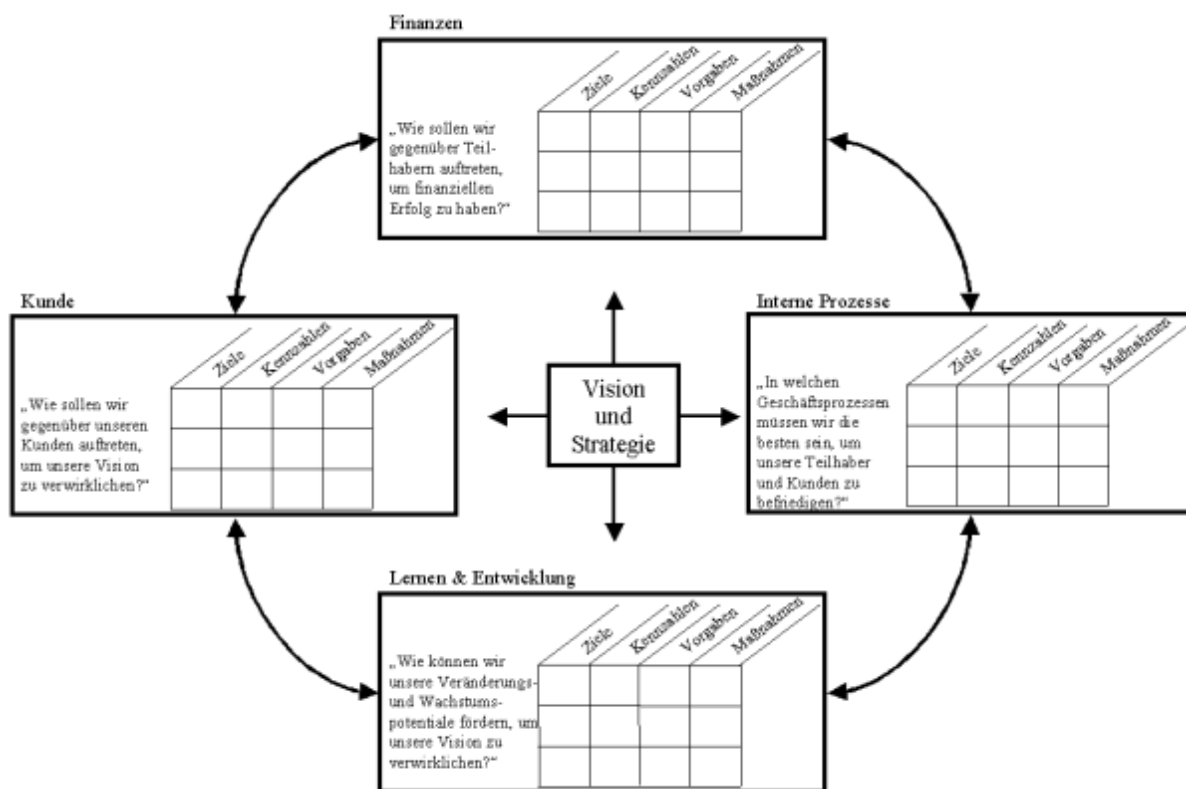 Finanzen
Ziele
Kennzahlen
Vorgaben
Maßnahmen
„Wie sollen wir
gegenüber Teil-
habern auftreten,
um finanziellen
Erfolg zu haben?“
Kunde
Ziele
Kennzahlen
Vorgaben
Maßnahmen
„Wie sollen wir
gegenüber unseren
Kunden auftreten,
um unsere Vision
zu verwirklichen?“
Vision
und
Strategie
Interne Prozesse
Ziele
Kennzahlen
Vorgaben
Maßnahmen
„In welchen
Geschäftsprozessen
müssen wir die
besten sein, um
unsere Teilhaber
und Kunden zu
befriedigen?“
Lernen & Entwicklung
Ziele
Kennzahlen
Vorgaben
Maßnahmen
„Wie können wir
unsere Veränderungs-
und Wachstums-
potentiale fördern, um
unsere Vision zu
verwirklichen?“